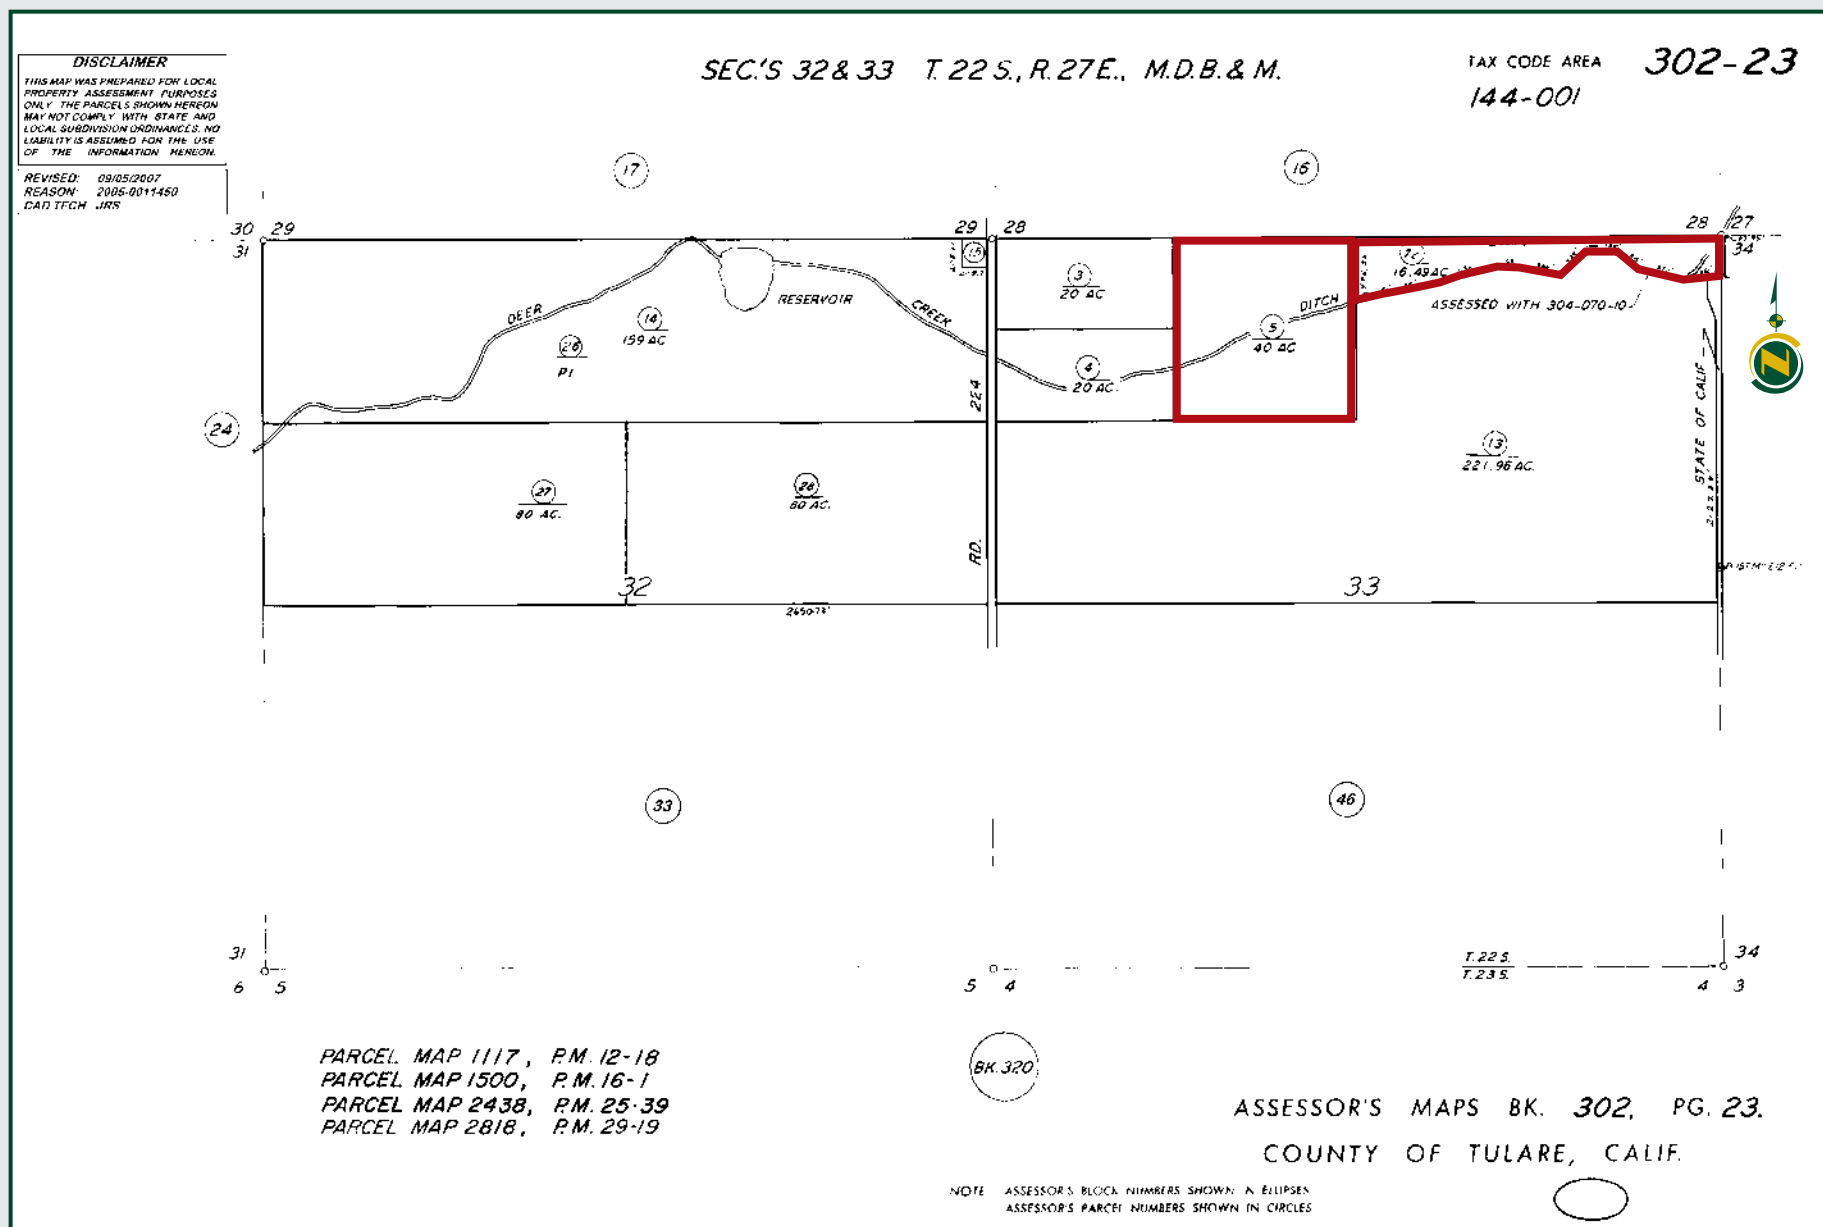 DISCLAIMER
THIS MAP WAS PREPARED FOR LOCAL
PROPERTY ASSESSMENT PURPOSES
ONLY THE PARCELS SHOWN HEREON
MAY NOT COMPLY WITH STATE AND
LOCAL SUBDIVISION ORDINANCES. NO
LIABILITY IS ASSUMED FOR THE USE
OF THE INFORMATION HEREON.
REVISED: 09/05/2007
REASON: 2005-0011450
CAD TECH JRS
SEC.'S 32 & 33 T. 22 S., R. 27 E., M.D.B. & M.
TAX CODE AREA
144-001
302-23
17
16
30 29
31
29 28
28 27
34
15
3
20 AC
16.49 AC
DEER
14
159 AC
RESERVOIR
CREEK
DITCH
ASSESSED WITH 304-070-10
26
P1
5
40 AC
4
20 AC.
224
RD.
24
STATE OF CALIF
13
221.96 AC.
27
80 AC.
28
80 AC.
32
33
2650.78'
N
33
46
31
6 5
5 4
T. 22 S.
T. 23 S.
34
4 3
PARCEL MAP 1117, P.M. 12-18
PARCEL MAP 1500, P.M. 16-1
PARCEL MAP 2438, P.M. 25-39
PARCEL MAP 2818, P.M. 29-19
BK. 320
ASSESSOR'S MAPS BK. 302, PG. 23.
COUNTY OF TULARE, CALIF.
NOTE ASSESSOR'S BLOCK NUMBERS SHOWN IN ELLIPSES
ASSESSOR'S PARCEL NUMBERS SHOWN IN CIRCLES